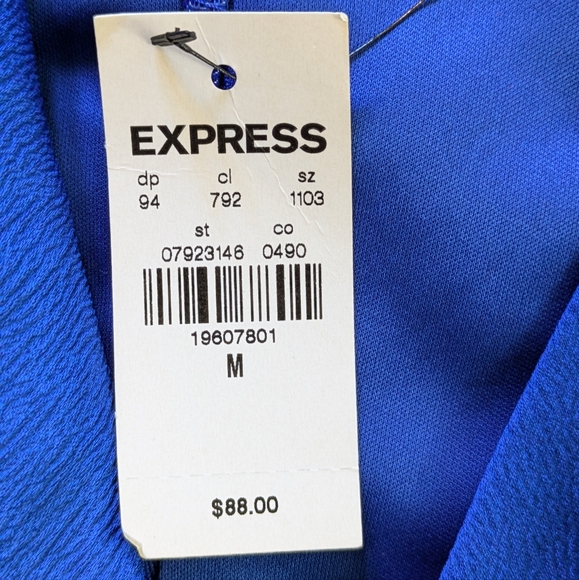 EXPRESS
dp cl sz
94 792 1103
st co
07923146 0490
19607801
M
$88.00